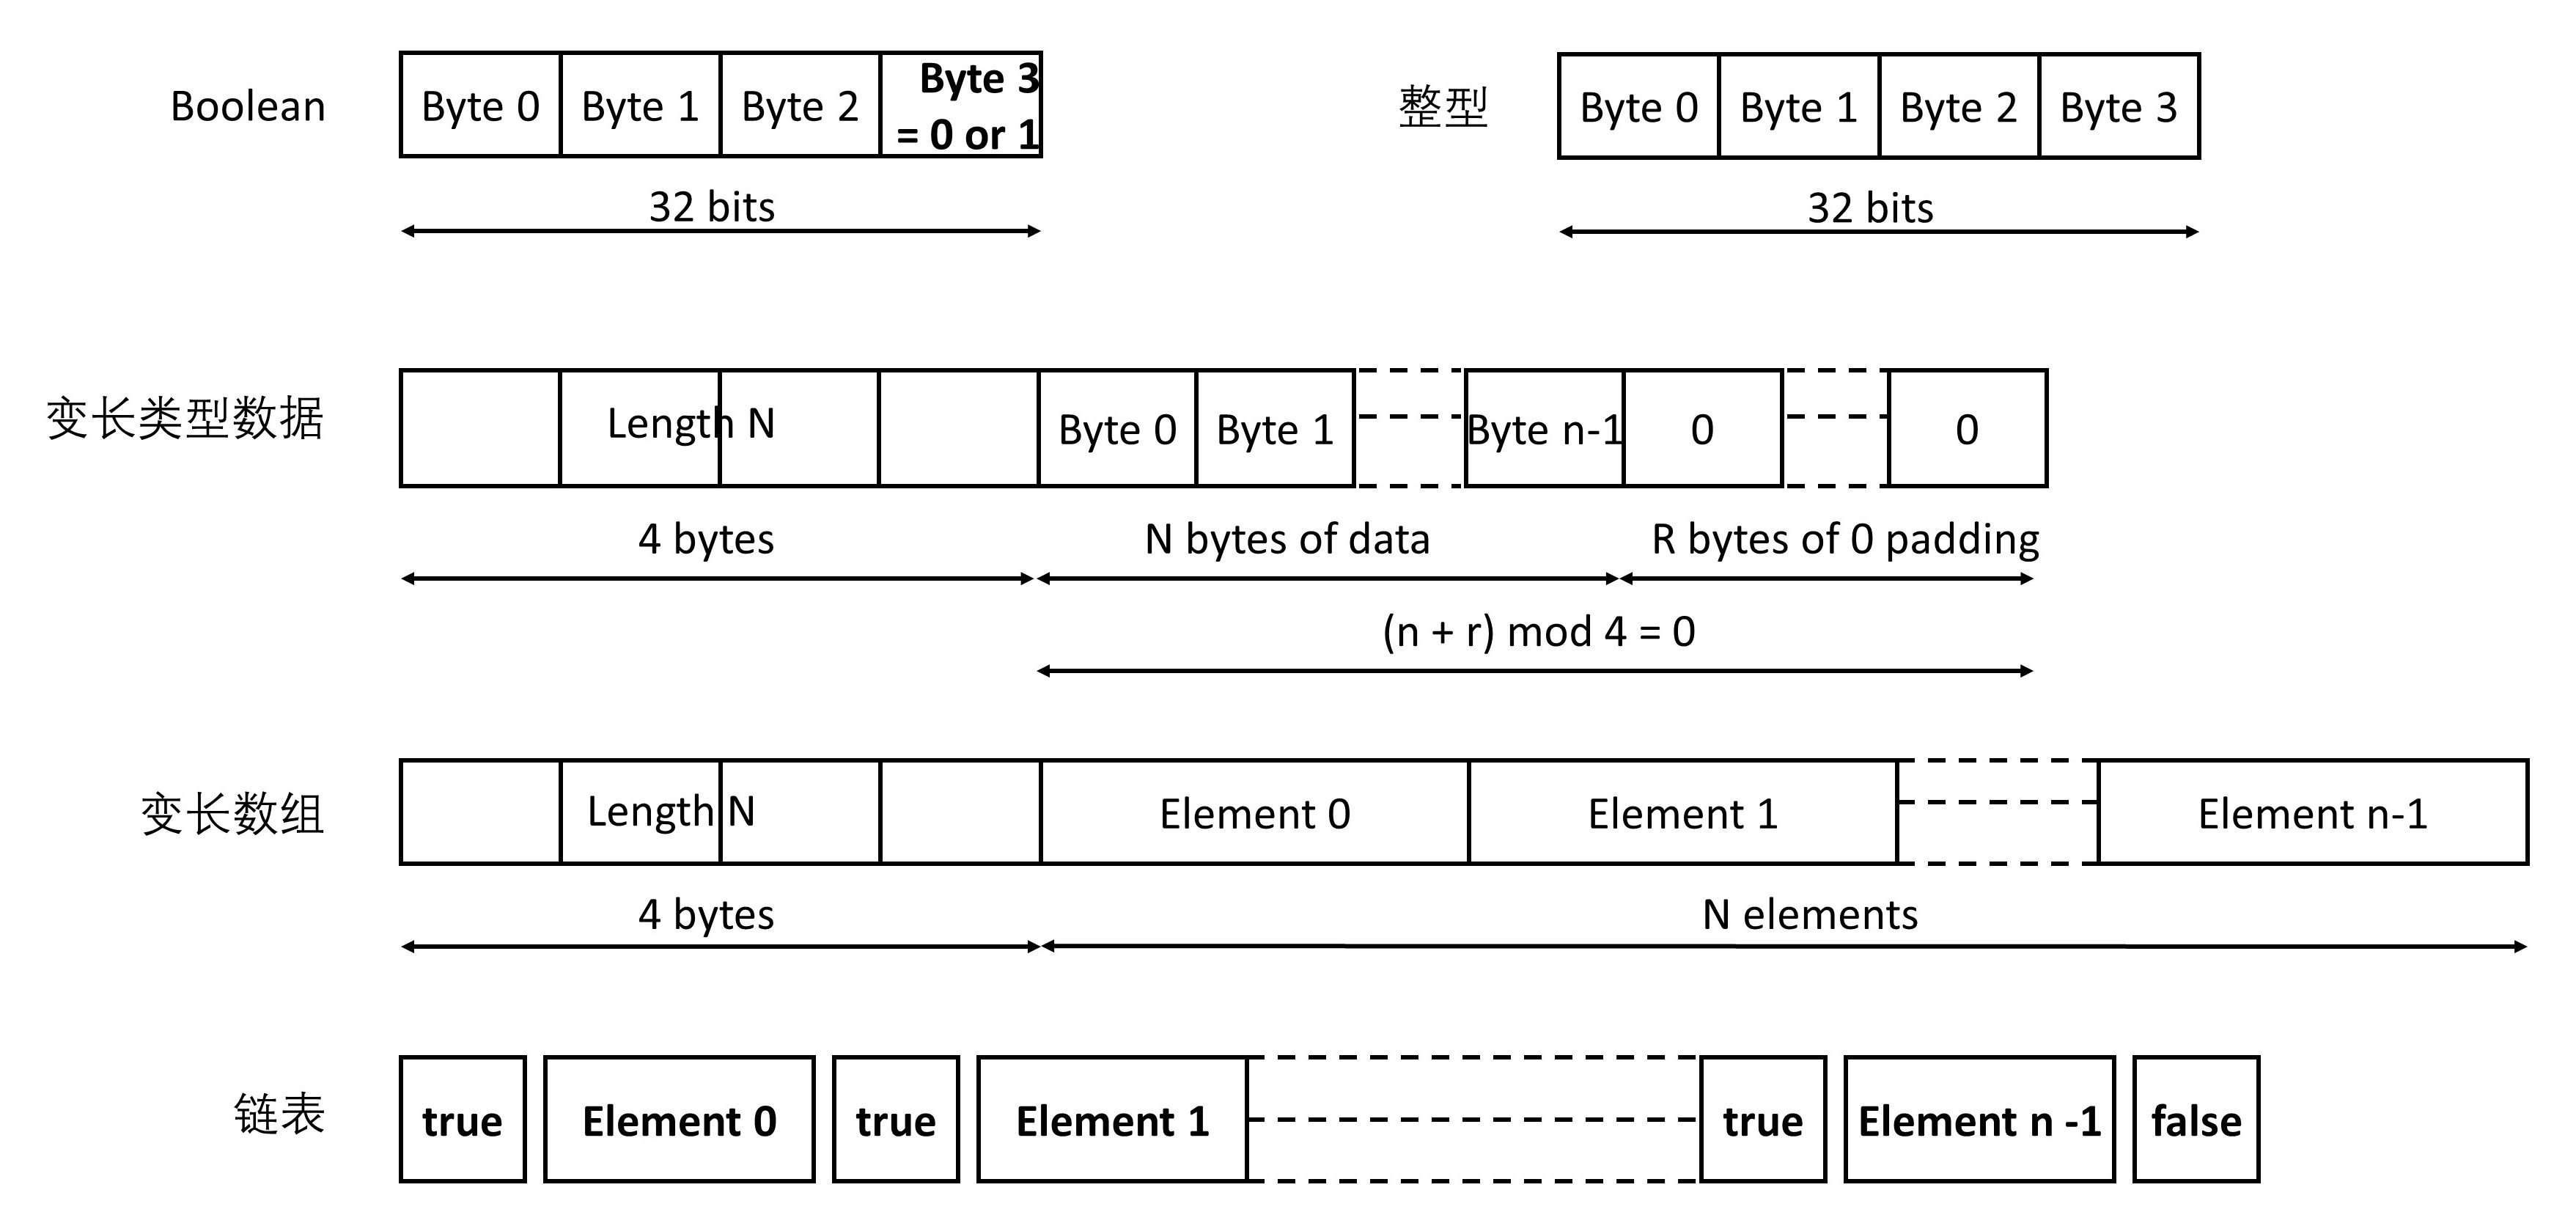 Boolean
Byte 0
Byte 1
Byte 2
Byte 3
= 0 or 1
32 bits
整型
Byte 0
Byte 1
Byte 2
Byte 3
32 bits
变长类型数据
Length N
Byte 0
Byte 1
Byte n-1
0
0
4 bytes
N bytes of data
R bytes of 0 padding
(n + r) mod 4 = 0
变长数组
Length N
Element 0
Element 1
Element n-1
4 bytes
N elements
链表
true
Element 0
true
Element 1
true
Element n -1
false